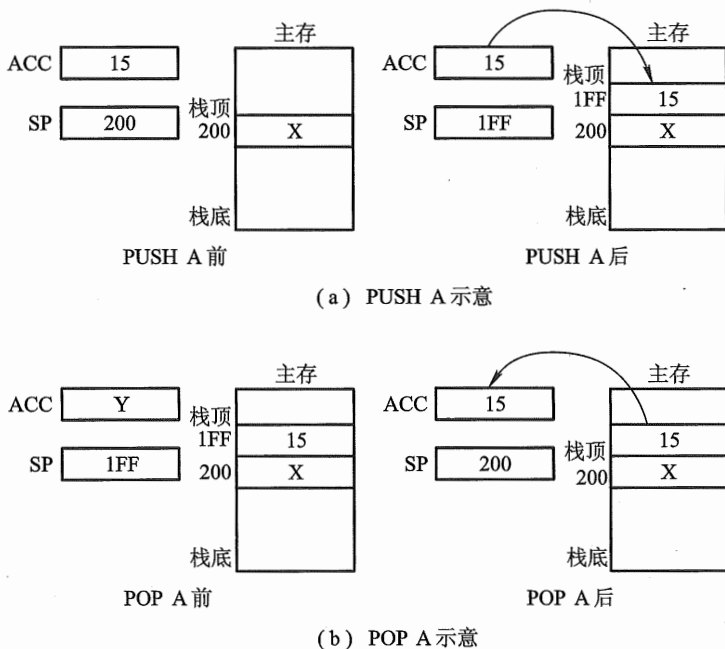 主存
ACC 15
栈顶
SP 200
200 X
栈底
PUSH A前
主存
ACC 15
栈顶
1FF 15
SP 1FF
200 X
栈底
PUSH A后
(a) PUSH A示意
主存
ACC Y
栈顶
1FF 15
SP 1FF
200 X
栈底
POP A前
主存
ACC 15
15
栈顶
SP 200
200 X
栈底
POP A后
(b) POP A示意